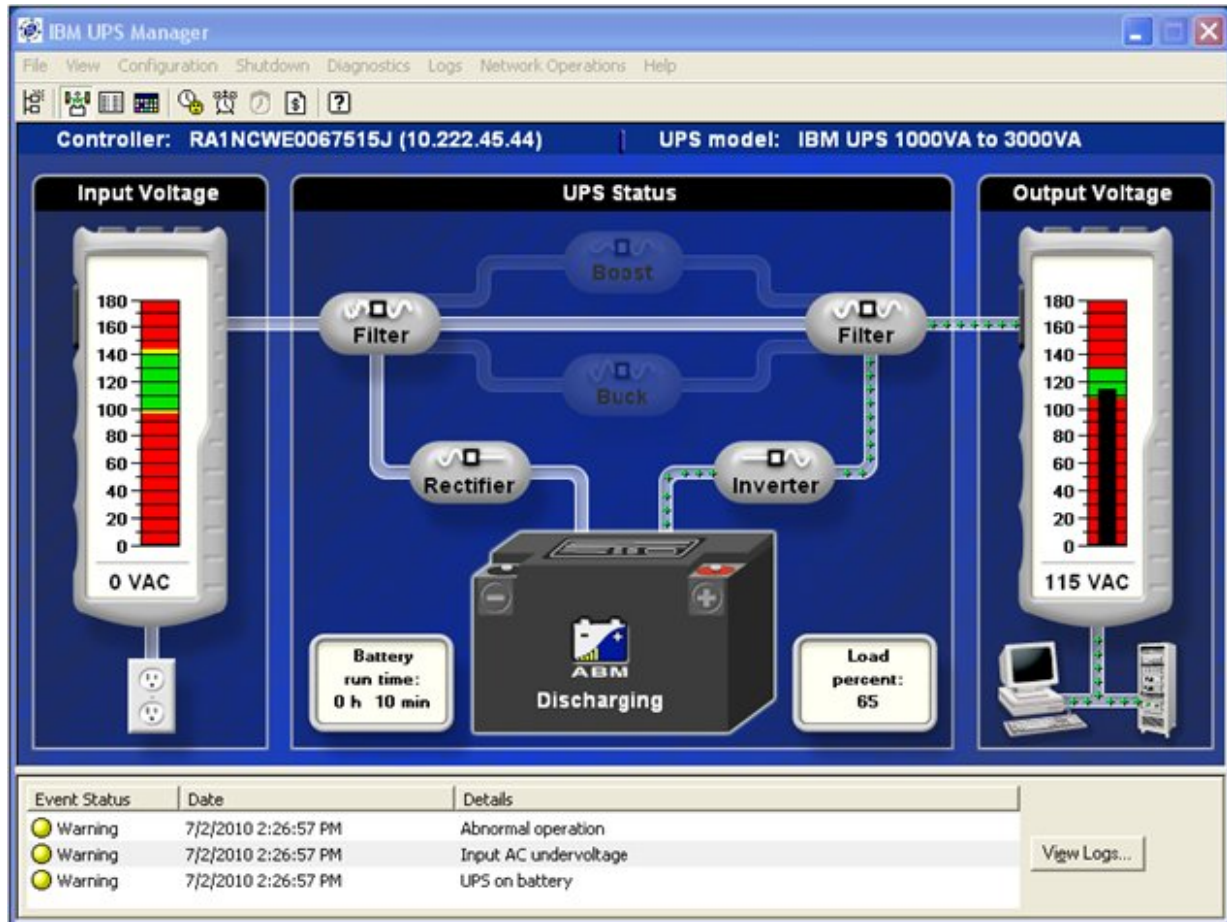 IBM UPS Manager
File View Configuration Shutdown Diagnostics Logs Network Operations Help
Controller: RA1NCWE0067515J (10.222.45.44) | UPS model: IBM UPS 1000VA to 3000VA
Input Voltage
180
160
140
120
100
80
60
40
20
0
0 VAC
UPS Status
Boost
Filter
Filter
Buck
Rectifier
Inverter
Battery
run time:
0 h 10 min
ABM
Discharging
Load
percent:
65
Output Voltage
180
160
140
120
100
80
60
40
20
0
115 VAC
Event Status Date Details
Warning 7/2/2010 2:26:57 PM Abnormal operation
Warning 7/2/2010 2:26:57 PM Input AC undervoltage
Warning 7/2/2010 2:26:57 PM UPS on battery
View Logs...